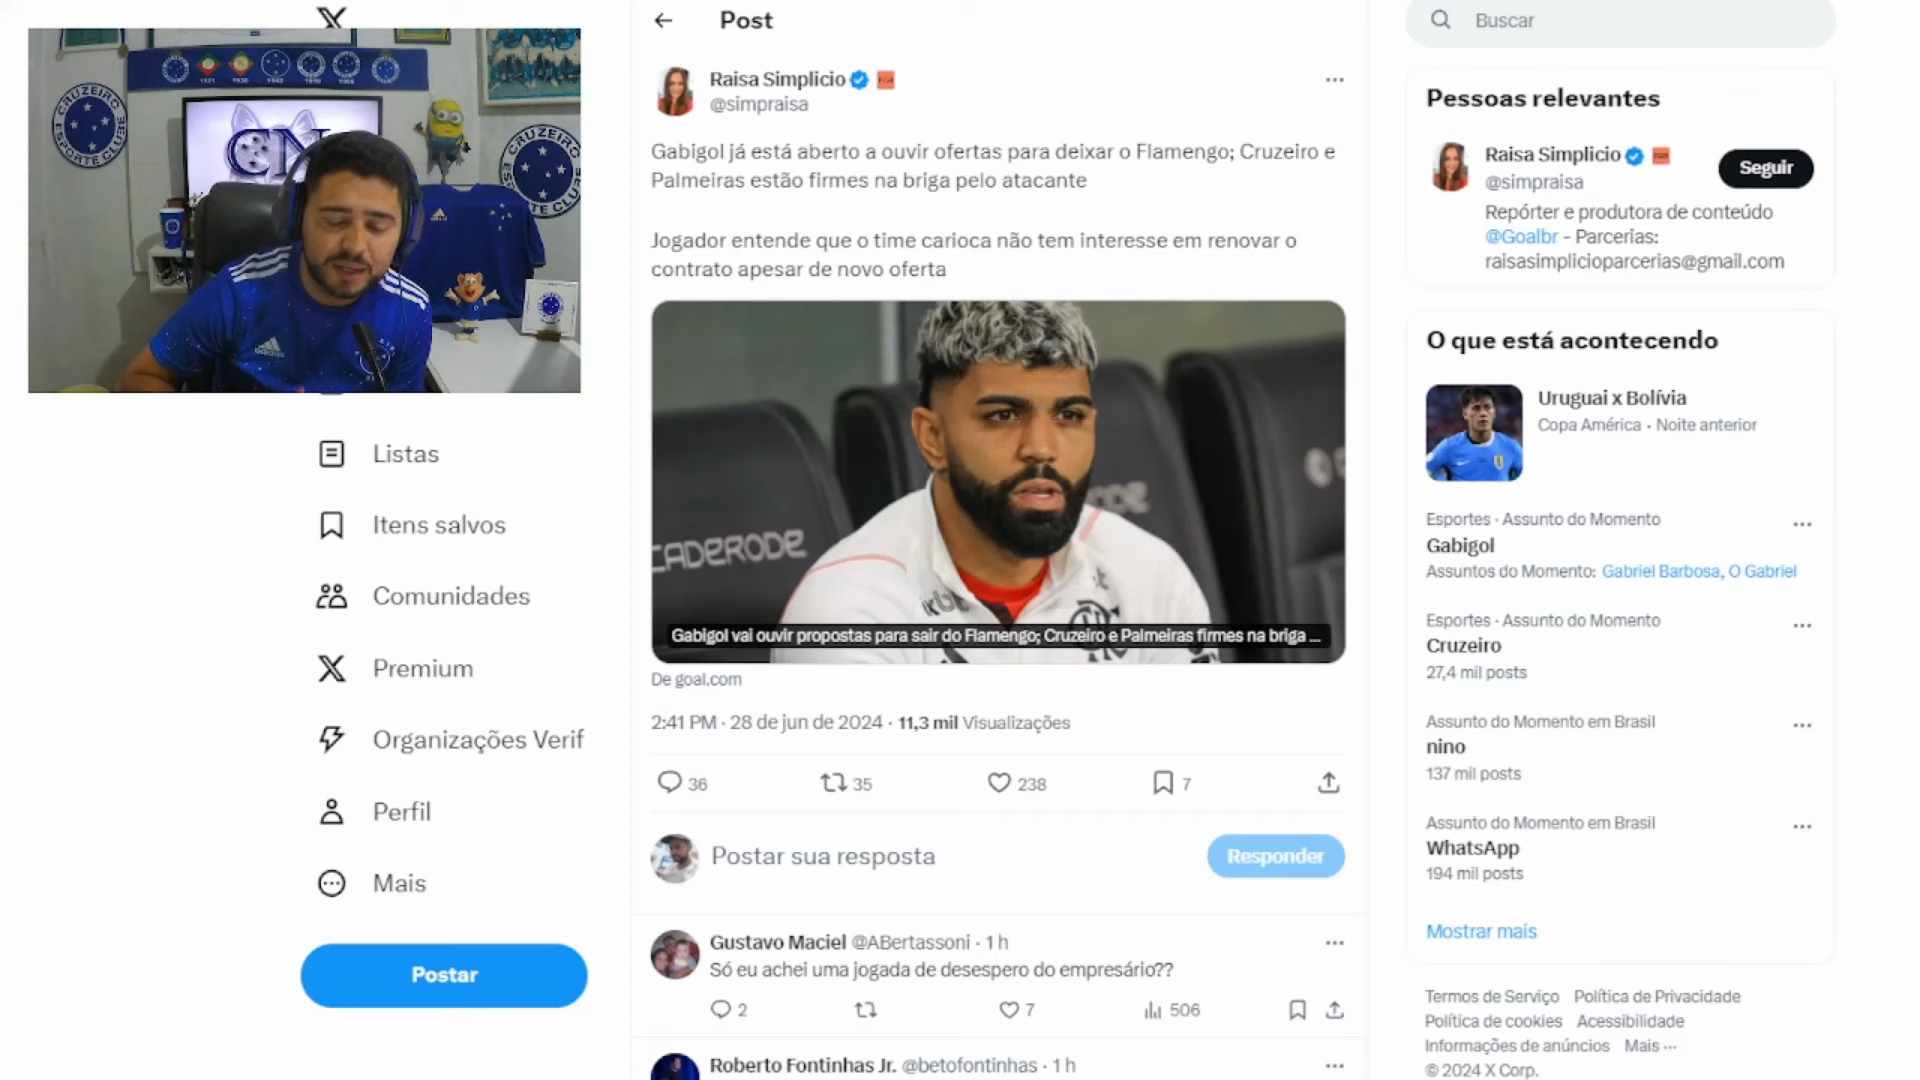 CRUZEIRO
ESPORTE CLUBE
1921
CN
CRUZEIRO
ESPORTE CLUBE
Listas
Itens salvos
Comunidades
Premium
Organizações Verif
Perfil
Mais
Postar
Post
Raisa Simplicio
@simpraisa
Gabigol já está aberto a ouvir ofertas para deixar o Flamengo; Cruzeiro e
Palmeiras estão firmes na briga pelo atacante
Jogador entende que o time carioca não tem interesse em renovar o
contrato apesar de novo oferta
CADERODE
Gabigol vai ouvir propostas para sair do Flamengo; Cruzeiro e Palmeiras firmes na briga ...
De goal.com
2:41 PM · 28 de jun de 2024 · 11,3 mil Visualizações
36 35 238 7
Postar sua resposta
Responder
Gustavo Maciel @ABertassoni · 1 h
Só eu achei uma jogada de desespero do empresário??
2 7 506
Roberto Fontinhas Jr. @betofontinhas · 1 h
Buscar
Pessoas relevantes
Raisa Simplicio
@simpraisa
Seguir
Repórter e produtora de conteúdo
@Goalbr - Parcerias:
raisasimplicioparcerias@gmail.com
O que está acontecendo
Uruguai x Bolívia
Copa América · Noite anterior
Esportes · Assunto do Momento
Gabigol
Assuntos do Momento: Gabriel Barbosa, O Gabriel
Esportes · Assunto do Momento
Cruzeiro
27,4 mil posts
Assunto do Momento em Brasil
nino
137 mil posts
Assunto do Momento em Brasil
WhatsApp
194 mil posts
Mostrar mais
Termos de Serviço Política de Privacidade
Política de cookies Acessibilidade
Informações de anúncios Mais ···
© 2024 X Corp.